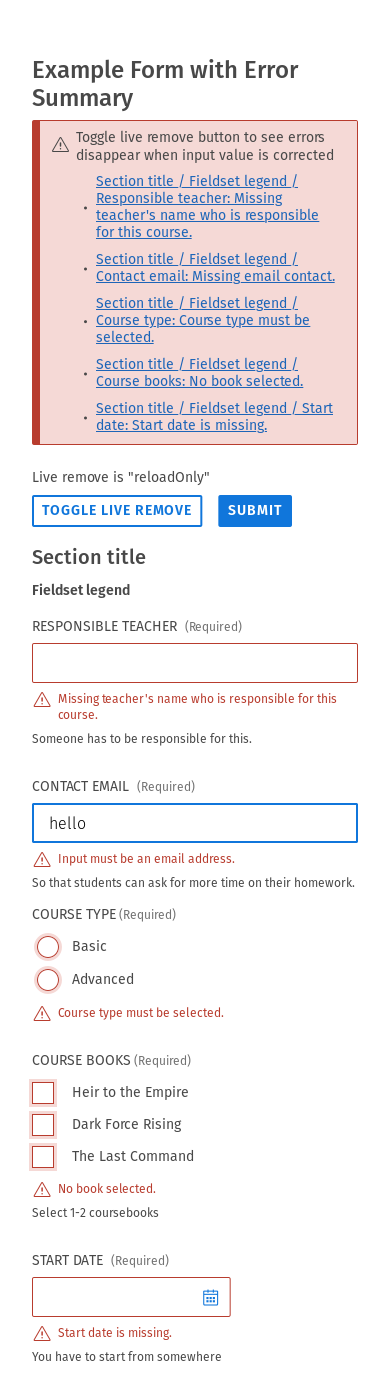 Example Form with Error
Summary
Toggle live remove button to see errors
disappear when input value is corrected
Section title / Fieldset legend /
Responsible teacher: Missing
teacher's name who is responsible
for this course.
Section title / Fieldset legend /
Contact email: Missing email contact.
Section title / Fieldset legend /
Course type: Course type must be
selected.
Section title / Fieldset legend /
Course books: No book selected.
Section title / Fieldset legend / Start
date: Start date is missing.
Live remove is "reloadOnly"
TOGGLE LIVE REMOVE SUBMIT
Section title
Fieldset legend
RESPONSIBLE TEACHER (Required)
Missing teacher's name who is responsible for this
course.
Someone has to be responsible for this.
CONTACT EMAIL (Required)
hello
Input must be an email address.
So that students can ask for more time on their homework.
COURSE TYPE (Required)
Basic
Advanced
Course type must be selected.
COURSE BOOKS (Required)
Heir to the Empire
Dark Force Rising
The Last Command
No book selected.
Select 1-2 coursebooks
START DATE (Required)
Start date is missing.
You have to start from somewhere